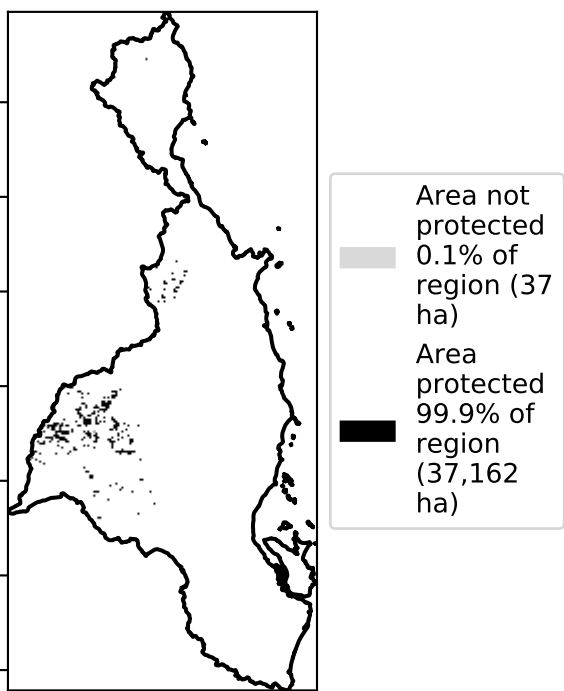 Area not
protected
0.1% of
region (37
ha)
Area
protected
99.9% of
region
(37,162
ha)